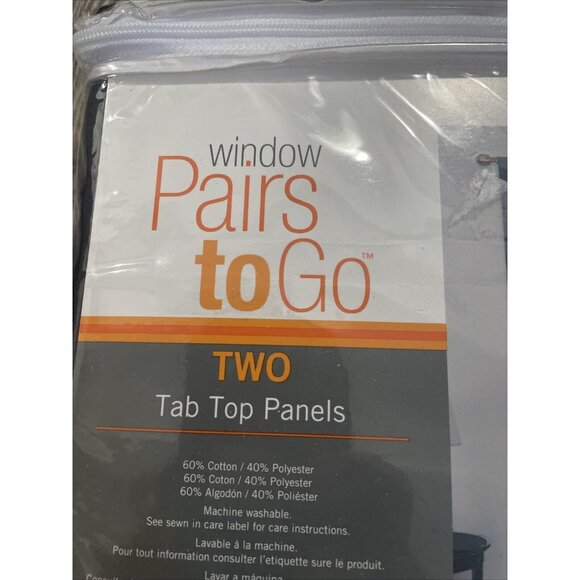 window
Pairs
to Go™
TWO
Tab Top Panels
60% Cotton / 40% Polyester
60% Coton / 40% Polyester
60% Algodón / 40% Poliéster
Machine washable.
See sewn in care label for care instructions.
Lavable à la machine.
Pour tout information consulter l'etiquette sure le produit.
Lavar a máquina.